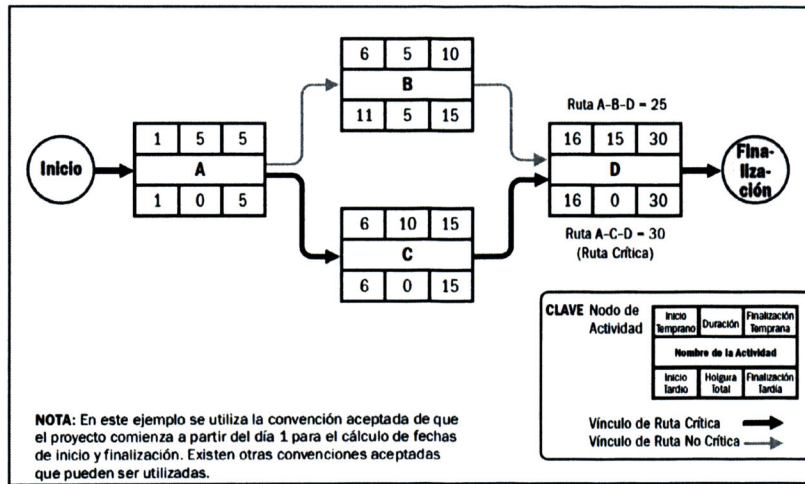 6 5 10
B
11 5 15
Ruta A-B-D = 25
Inicio
1 5 5
A
1 0 5
16 15 30
D
16 0 30
Fina-
liza-
ción
Ruta A-C-D = 30
(Ruta Crítica)
6 10 15
C
6 0 15
CLAVE Nodo de
Actividad
Inicio
Temprano
Duración
Finalización
Temprana
Nombre de la Actividad
Inicio
Tardío
Holgura
Total
Finalización
Tardía
Vínculo de Ruta Crítica
Vínculo de Ruta No Crítica
NOTA: En este ejemplo se utiliza la convención aceptada de que
el proyecto comienza a partir del día 1 para el cálculo de fechas
de inicio y finalización. Existen otras convenciones aceptadas
que pueden ser utilizadas.